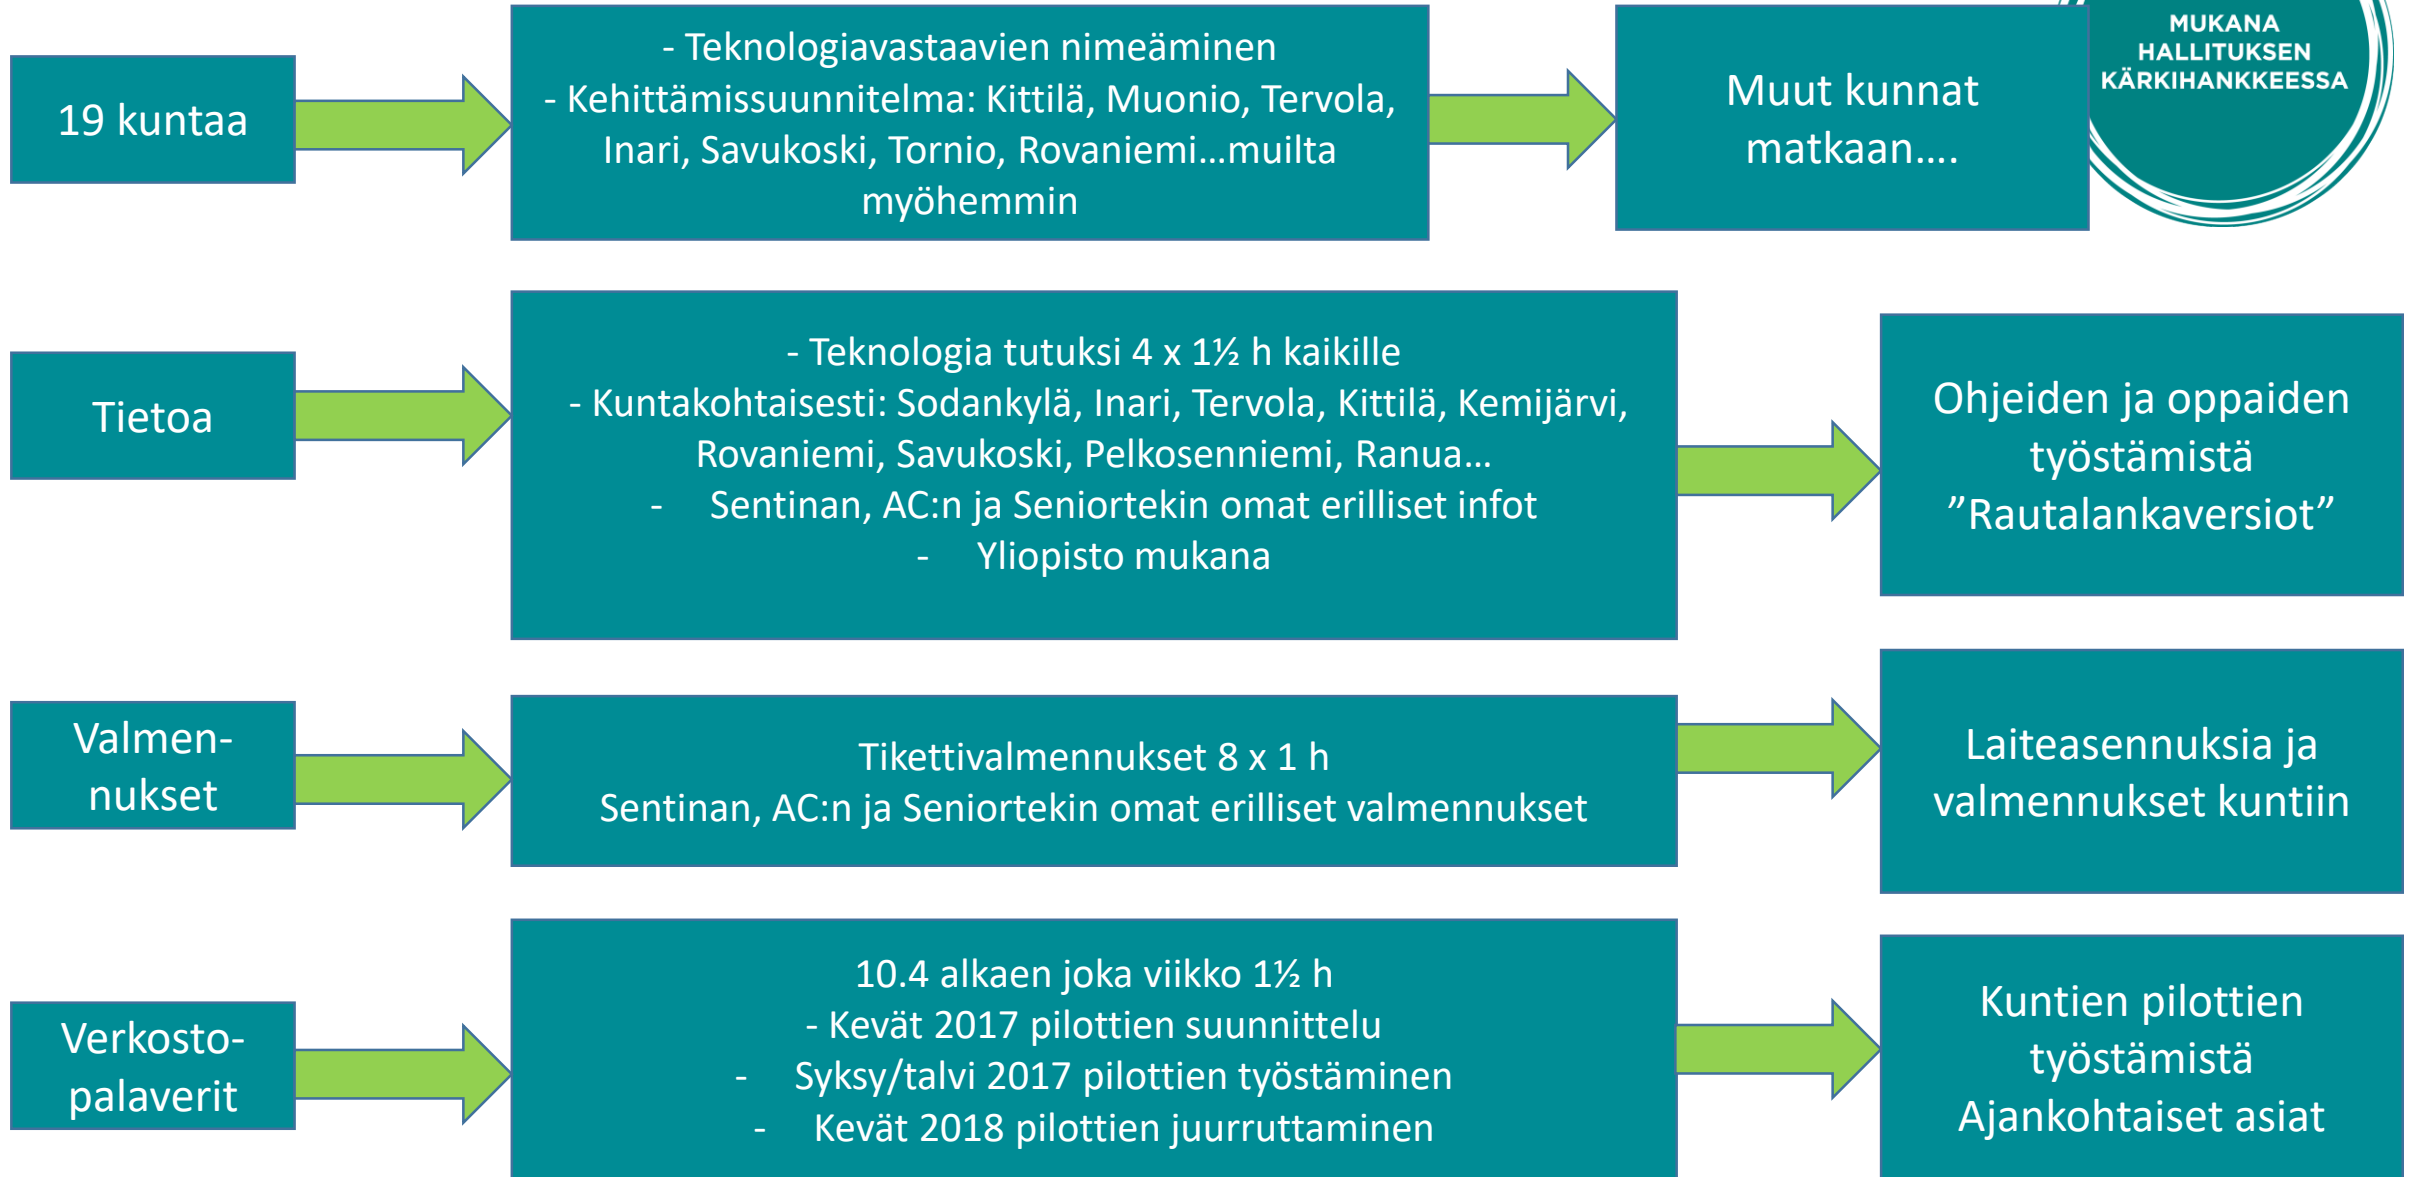 19 kuntaa
- Teknologiavastaavien nimeäminen
- Kehittämissuunnitelma: Kittilä, Muonio, Tervola,
Inari, Savukoski, Tornio, Rovaniemi...muilta
myöhemmin
Muut kunnat
matkaan....
MUKANA
HALLITUKSEN
KÄRKIHANKKEESSA
Tietoa
- Teknologia tutuksi 4 x 1½ h kaikille
- Kuntakohtaisesti: Sodankylä, Inari, Tervola, Kittilä, Kemijärvi,
Rovaniemi, Savukoski, Pelkosenniemi, Ranua...
- Sentinan, AC:n ja Seniortekin omat erilliset infot
- Yliopisto mukana
Ohjeiden ja oppaiden
työstämistä
”Rautalankaversiot”
Valmen-
nukset
Tikettivalmennukset 8 x 1 h
Sentinan, AC:n ja Seniortekin omat erilliset valmennukset
Laiteasennuksia ja
valmennukset kuntiin
Verkosto-
palaverit
10.4 alkaen joka viikko 1½ h
- Kevät 2017 pilottien suunnittelu
- Syksy/talvi 2017 pilottien työstäminen
- Kevät 2018 pilottien juurruttaminen
Kuntien pilottien
työstämistä
Ajankohtaiset asiat